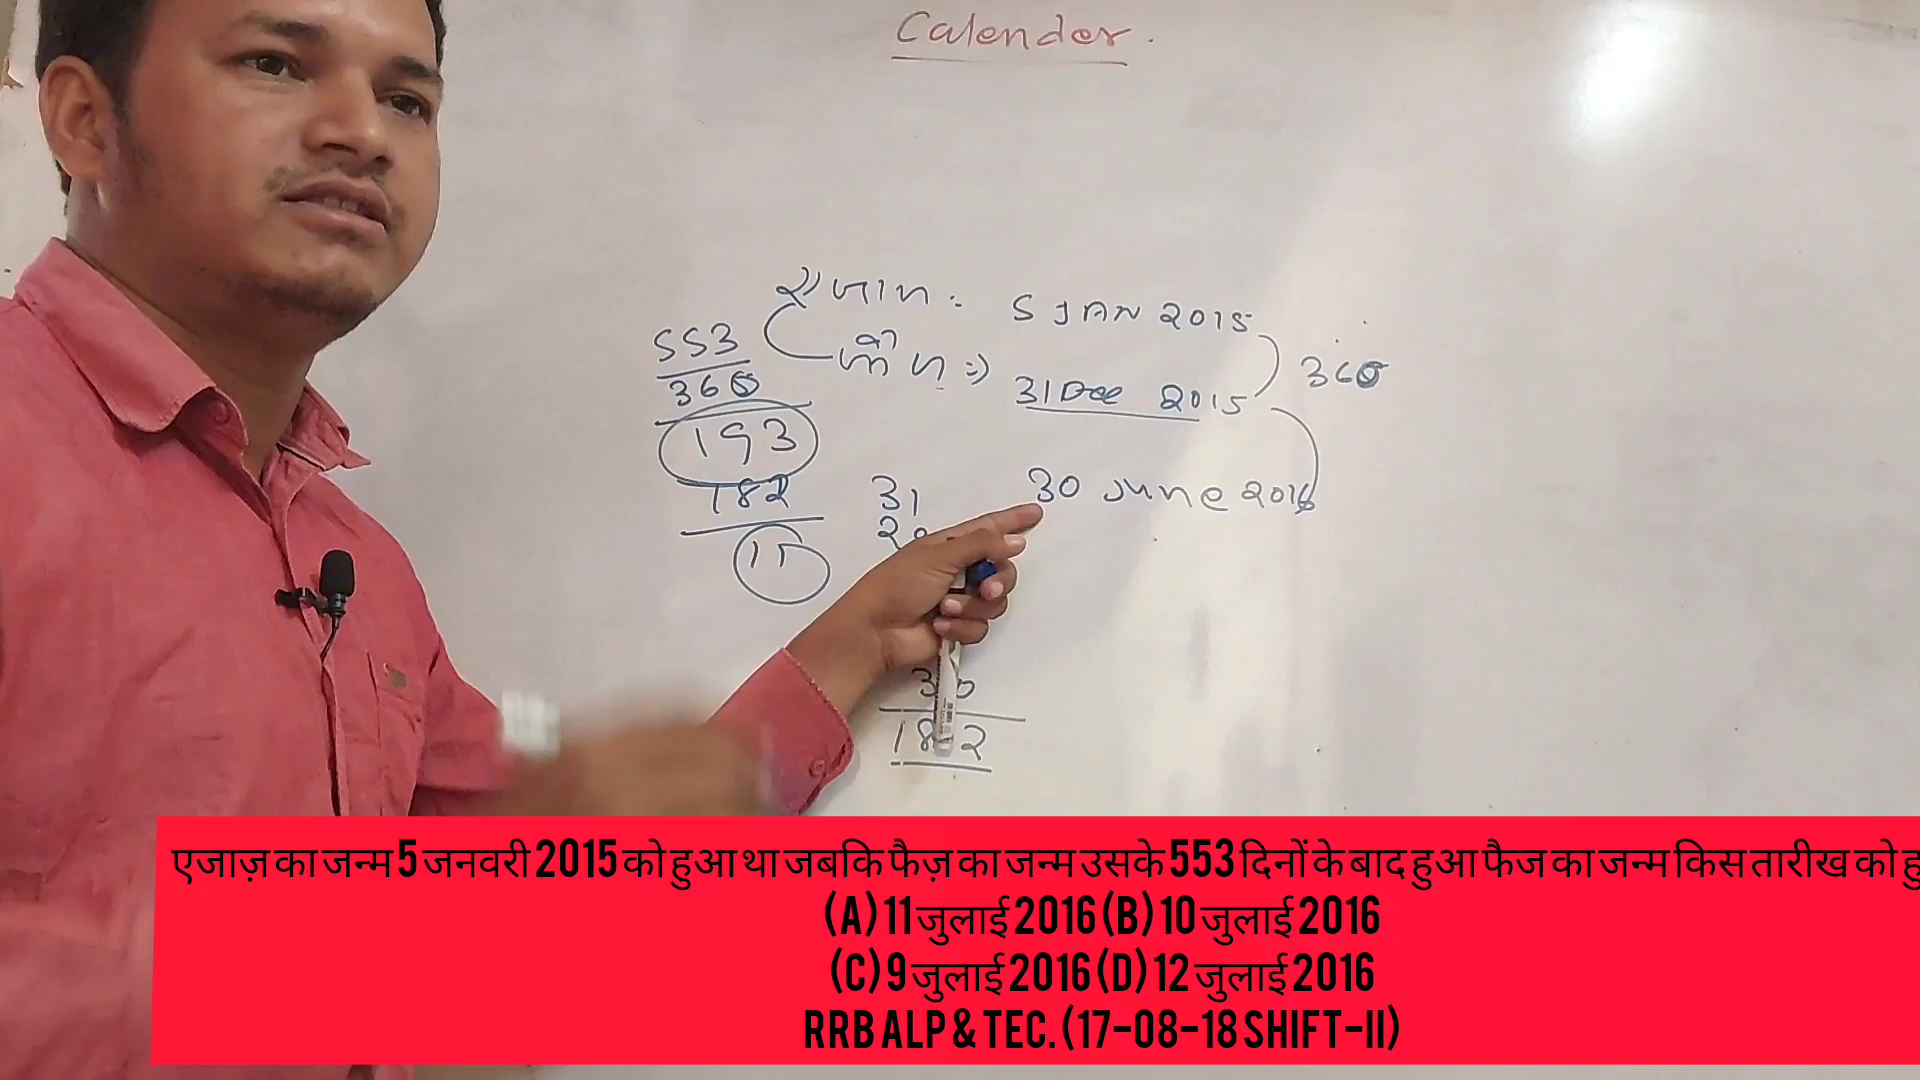 Calender.
एजाज : 5 JAN 2015
553
360
फैज :) 31 Dec 2015
360
193
182
31
30 June 2016
11
30
182
एजाज़ का जन्म 5 जनवरी 2015 को हुआ था जबकि फैज़ का जन्म उसके 553 दिनों के बाद हुआ फैज का जन्म किस तारीख को हु
(A) 11 जुलाई 2016 (B) 10 जुलाई 2016
(C) 9 जुलाई 2016 (D) 12 जुलाई 2016
RRB ALP & TEC. (17-08-18 SHIFT-II)